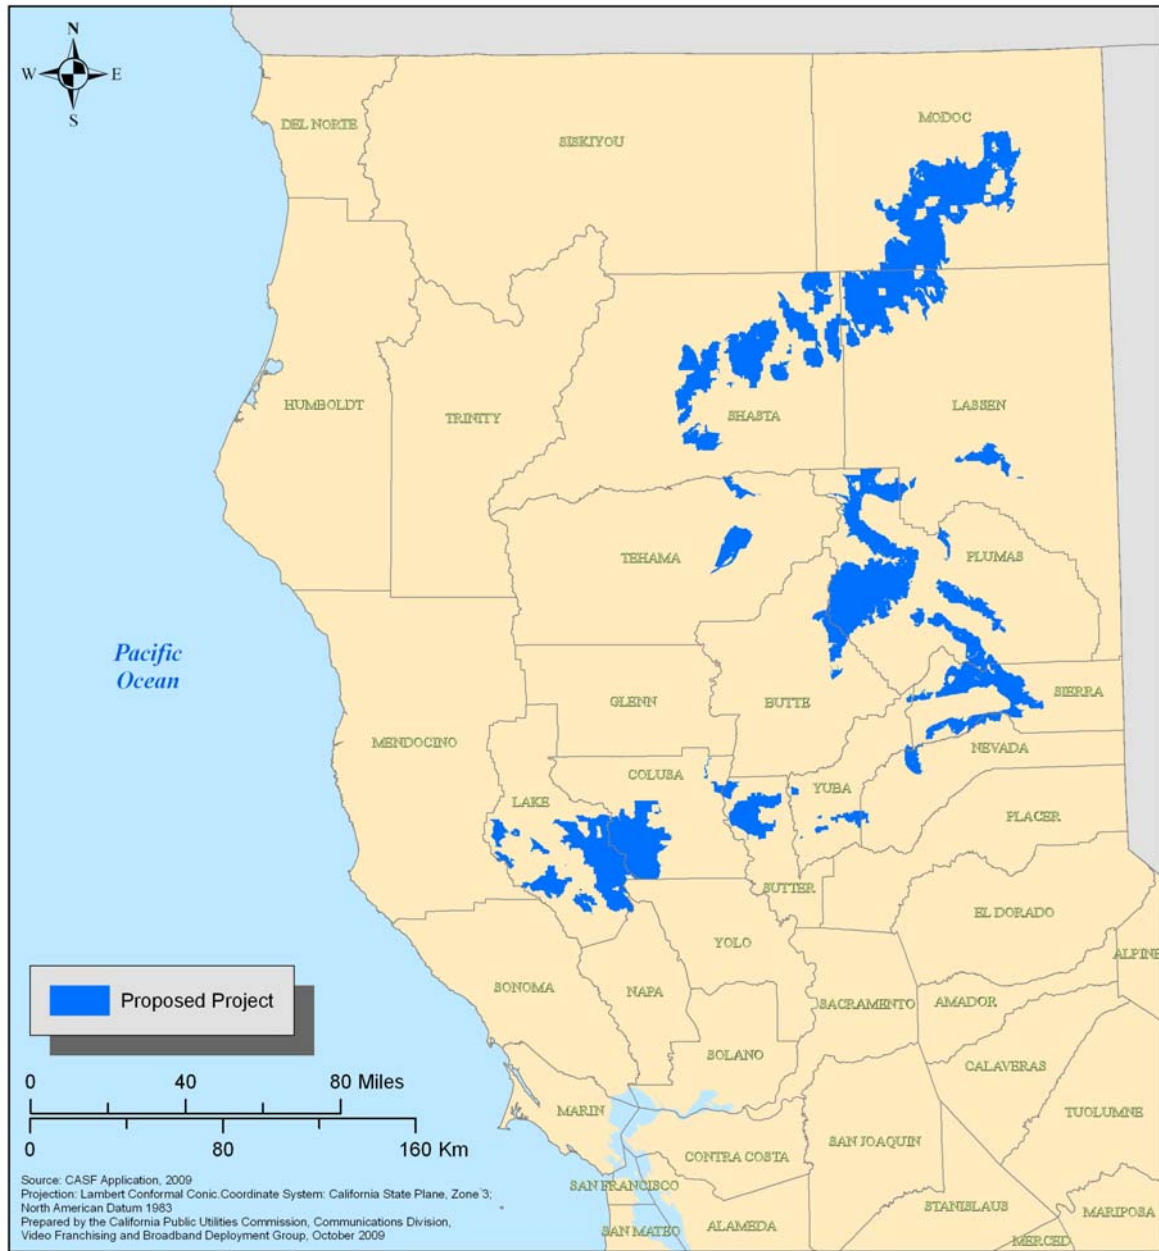 N
W E
S
DEL NORTE
SISKIYOU
MODOC
HUMBOLDT
TRINITY
SHASTA
LASSEN
TEHAMA
PLUMAS
Pacific
Ocean
GLENN
BUTTE
SIERRA
MENDOCINO
NEVADA
COLUSA
YUBA
LAKE
PLACER
SUTTER
EL DORADO
YOLO
ALPINE
SONOMA
NAPA
SACRAMENTO
AMADOR
Proposed Project
SOLANO
CALAVERAS
0 40 80 Miles
MARIN
TUOLUMNE
SAN JOAQUIN
0 80 160 Km
CONTRA COSTA
SAN FRANCISCO
STANISLAUS
MARIPOSA
SAN MATEO
ALAMEDA
MERCED
Source: CASF Application, 2009
Projection: Lambert Conformal Conic.Coordinate System: California State Plane, Zone 3;
North American Datum 1983
Prepared by the California Public Utilities Commission, Communications Division,
Video Franchising and Broadband Deployment Group, October 2009